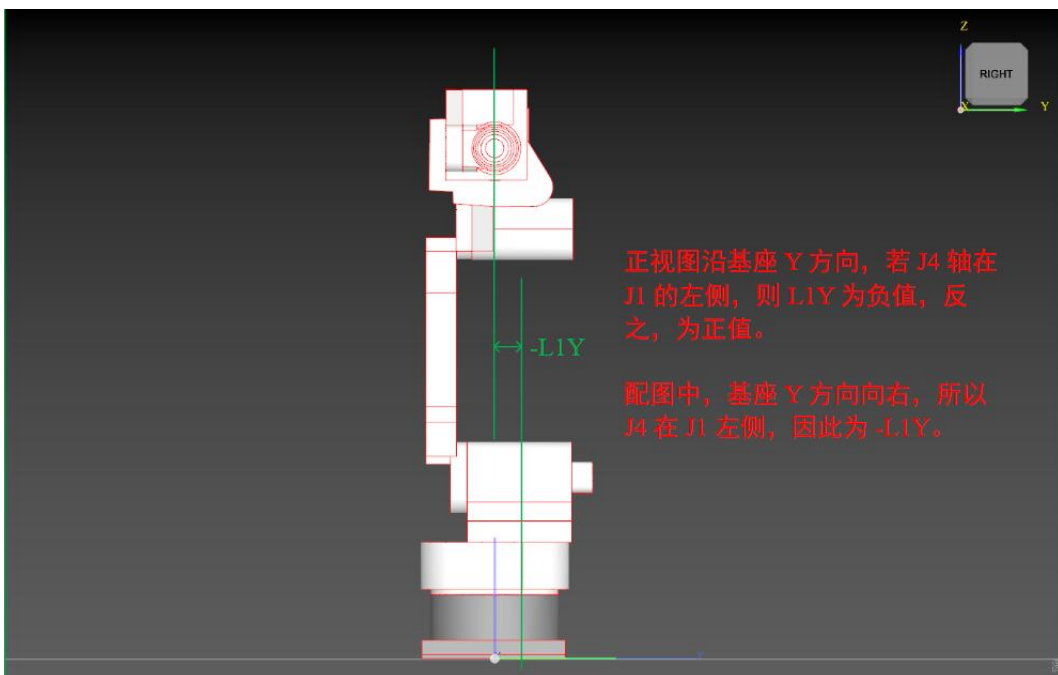 Z
RIGHT
X
Y
正视图沿基座 Y 方向，若 J4 轴在
J1 的左侧，则 L1Y 为负值，反
之，为正值。
-L1Y
配图中，基座 Y 方向向右，所以
J4 在 J1 左侧，因此为 -L1Y。
Y